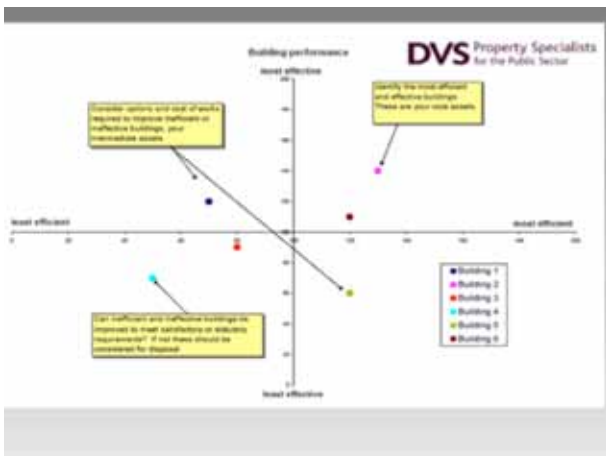 DVS Property Specialists
for the Public Sector
Building performance
most effective
Consider options and cost of works
required to improve inefficient or
ineffective buildings, your
intermediate assets
Identify the most efficient
and effective buildings.
These are your core assets.
least efficient
most efficient
Building 1
Building 2
Building 3
Building 4
Building 5
Building 6
Can inefficient and ineffective buildings be
improved to meet satisfactory or statutory
requirements? If not these should be
considered for disposal
least effective